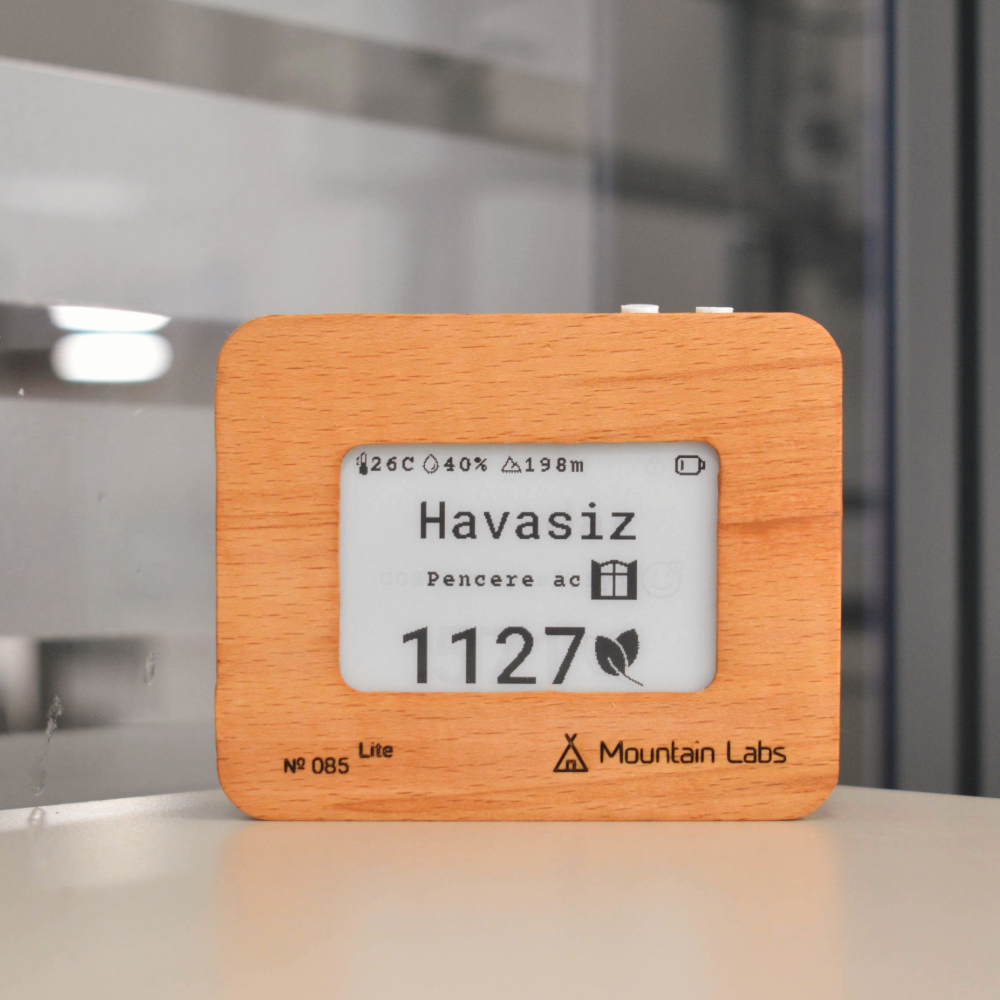 26C 40% 198m
Havasiz
Pencere ac
1127
№ 085 Lite
Mountain Labs